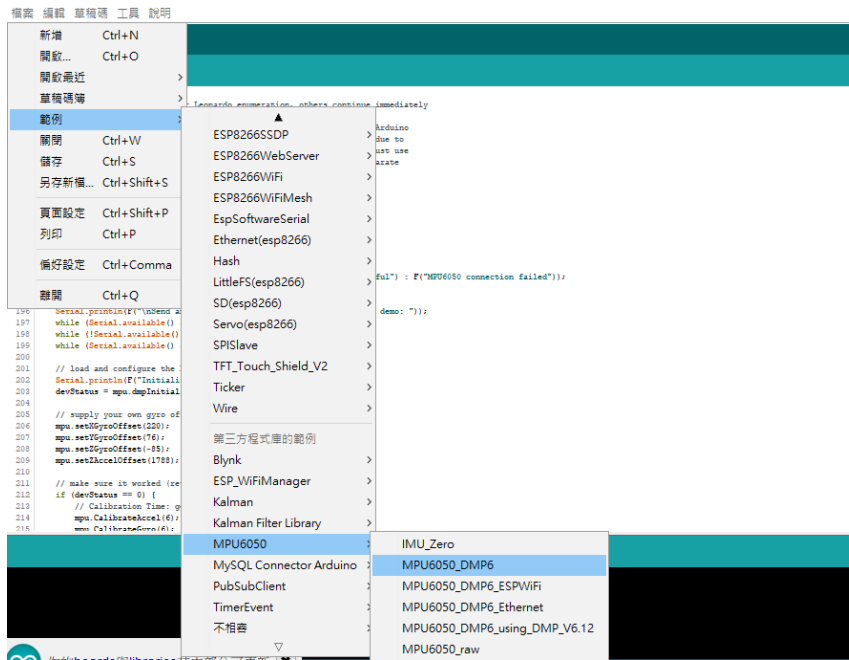 檔案 編輯 草稿碼 工具 說明
新增 Ctrl+N
開啟... Ctrl+O
開啟最近
草稿碼簿
範例
關閉 Ctrl+W
儲存 Ctrl+S
另存新檔... Ctrl+Shift+S
頁面設定 Ctrl+Shift+P
列印 Ctrl+P
偏好設定 Ctrl+Comma
離開 Ctrl+Q
ESP8266SSDP
ESP8266WebServer
ESP8266WiFi
ESP8266WiFiMesh
EspSoftwareSerial
Ethernet(esp8266)
Hash
LittleFS(esp8266)
SD(esp8266)
Servo(esp8266)
SPISlave
TFT_Touch_Shield_V2
Ticker
Wire
第三方程式庫的範例
Blynk
ESP_WiFiManager
Kalman
Kalman Filter Library
MPU6050
MySQL Connector Arduino
PubSubClient
TimerEvent
不相容
IMU_Zero
MPU6050_DMP6
MPU6050_DMP6_ESPWiFi
MPU6050_DMP6_Ethernet
MPU6050_DMP6_using_DMP_V6.12
MPU6050_raw
Leonardo enumeration, others continue immediately
Arduino
due to
ust use
arate
ful") : F("MPU6050 connection failed"));
196 Serial.println(F("\nSend a demo: "));
197 while (Serial.available()
198 while (!Serial.available()
199 while (Serial.available()
200
201 // load and configure the
202 Serial.println(F("Initiali
203 devStatus = mpu.dmpInitial
204
205 // supply your own gyro of
206 mpu.setXGyroOffset(220);
207 mpu.setYGyroOffset(76);
208 mpu.setZGyroOffset(-85);
209 mpu.setZAccelOffset(1788);
210
211 // make sure it worked (re
212 if (devStatus == 0) {
213 // Calibration Time: g
214 mpu.CalibrateAccel(6);
215 mpu.CalibrateGyro(6);